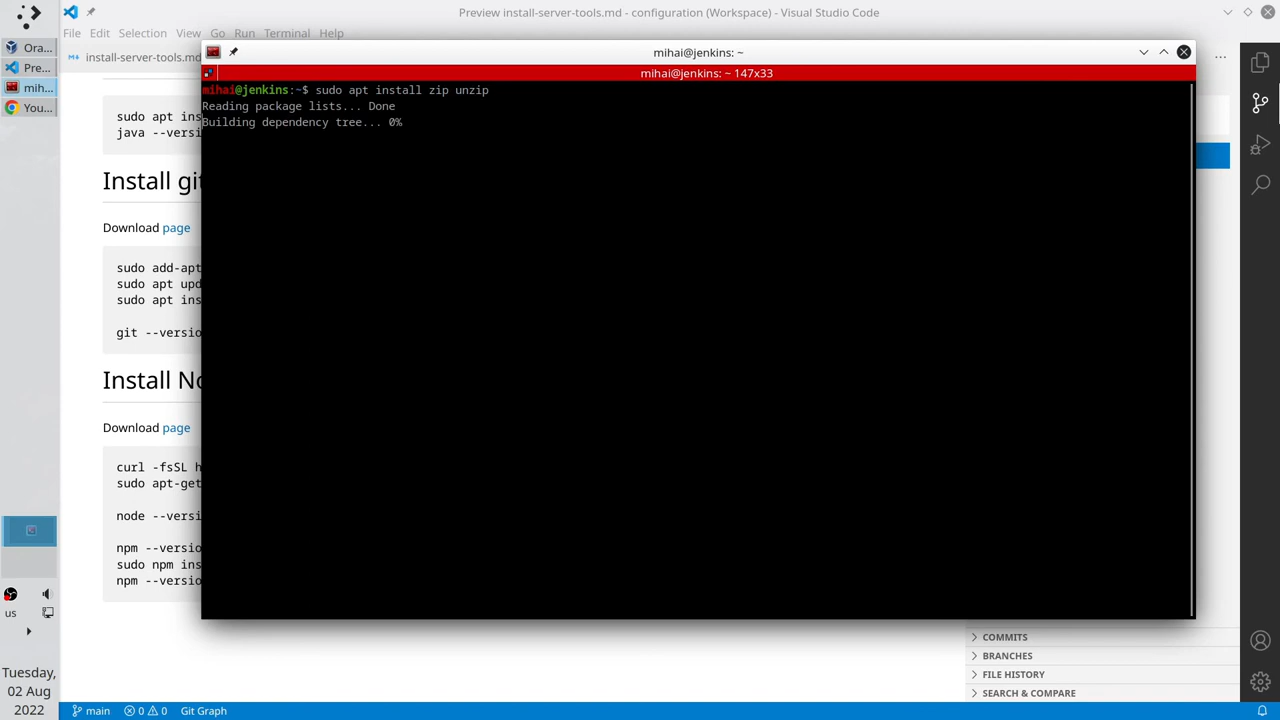 Preview install-server-tools.md - configuration (Workspace) - Visual Studio Code
File Edit Selection View Go Run Terminal Help
Ora...
Pre...
mih...
You...
install-server-tools.md
mihai@jenkins: ~
mihai@jenkins: ~ 147x33
mihai@jenkins:~$ sudo apt install zip unzip
Reading package lists... Done
Building dependency tree... 0%
sudo apt ins
java --versi
Install git
Download page
sudo add-apt
sudo apt upd
sudo apt ins
git --versio
Install No
Download page
curl -fsSL h
sudo apt-get
node --versi
npm --versio
sudo npm ins
npm --versio
COMMITS
BRANCHES
FILE HISTORY
SEARCH & COMPARE
us
Tuesday,
02 Aug
2022
main 0 0 Git Graph